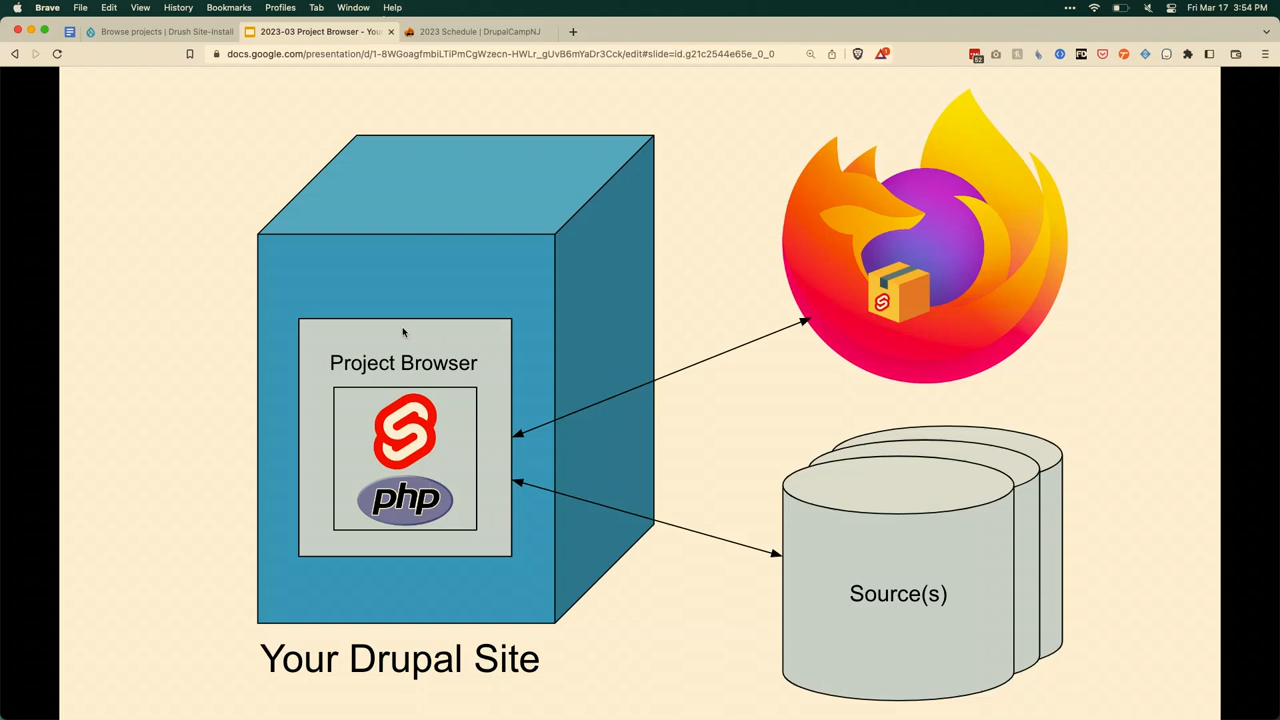 Brave File Edit View History Bookmarks Profiles Tab Window Help
Fri Mar 17 3:54 PM
Browse projects | Drush Site-Install
2023-03 Project Browser - You
2023 Schedule | DrupalCampNJ
docs.google.com/presentation/d/1-8WGoagfmbiLTiPmCgWzecn-HWLr_gUvB6mYaDr3Cck/edit#slide=id.g21c2544e65e_0_0
Project Browser
php
Source(s)
Your Drupal Site